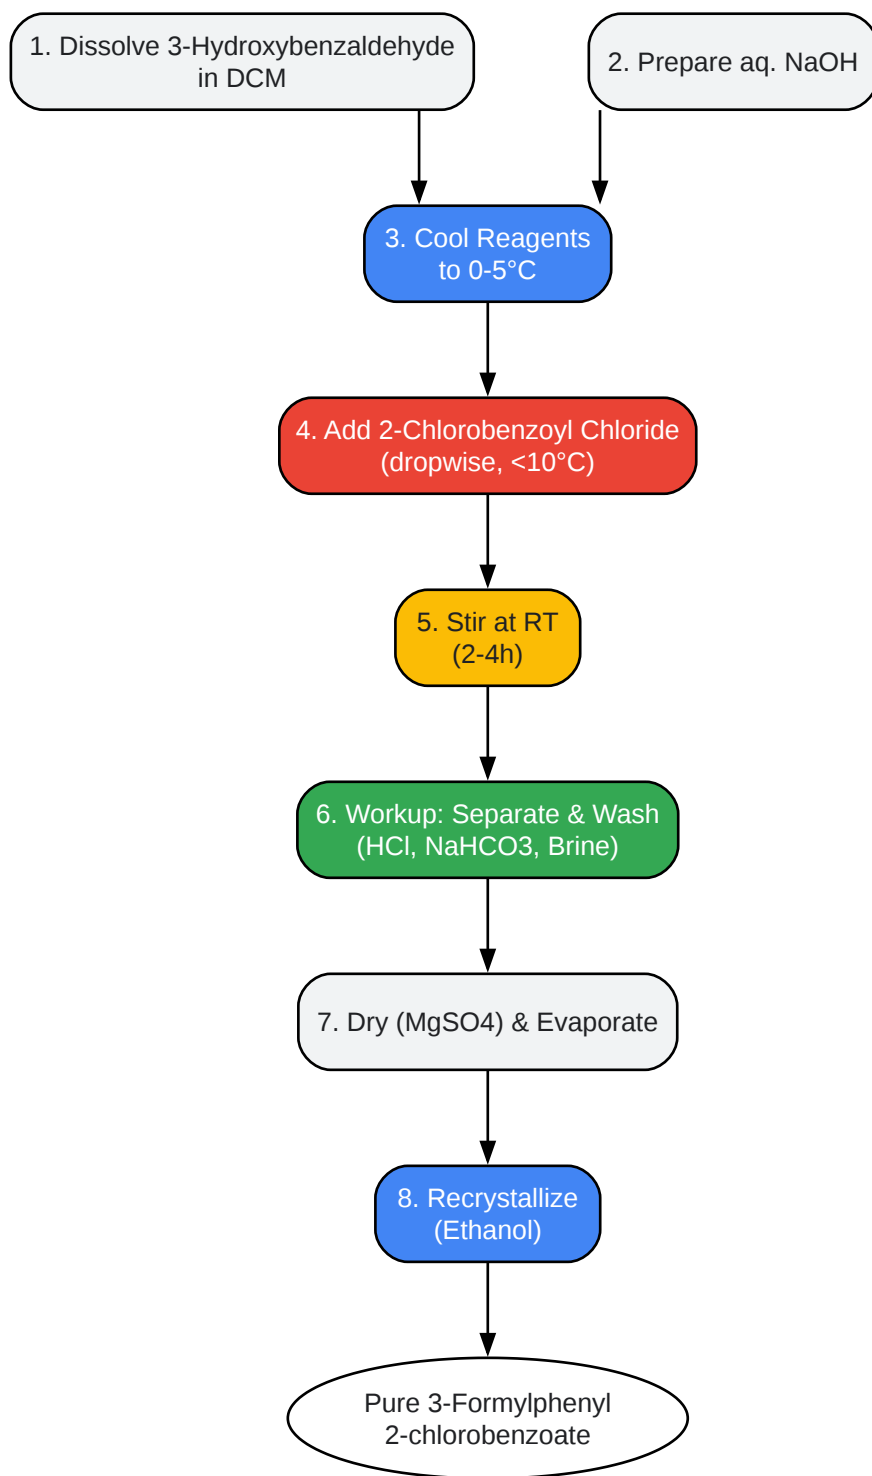 1. Dissolve 3-Hydroxybenzaldehyde
in DCM
2. Prepare aq. NaOH
3. Cool Reagents
to 0-5°C
4. Add 2-Chlorobenzoyl Chloride
(dropwise, <10°C)
5. Stir at RT
(2-4h)
6. Workup: Separate & Wash
(HCl, NaHCO3, Brine)
7. Dry (MgSO4) & Evaporate
8. Recrystallize
(Ethanol)
Pure 3-Formylphenyl
2-chlorobenzoate